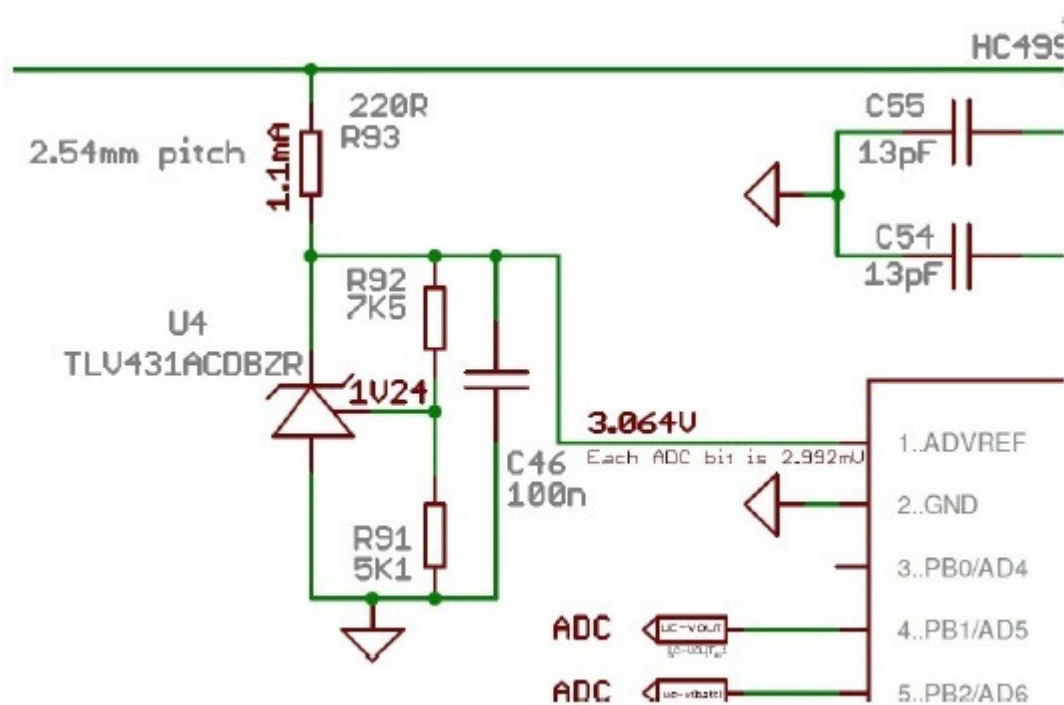 HC49S
220R
R93
1.1mA
2.54mm pitch
C55
13pF
C54
13pF
R92
7K5
U4
TLV431ACDBZR
1V24
3.064V
Each ADC bit is 2.992mV
C46
100n
R91
5K1
1..ADVREF
2..GND
3..PB0/AD4
ADC
UC-VOUT
4..PB1/AD5
ADC
5..PB2/AD6